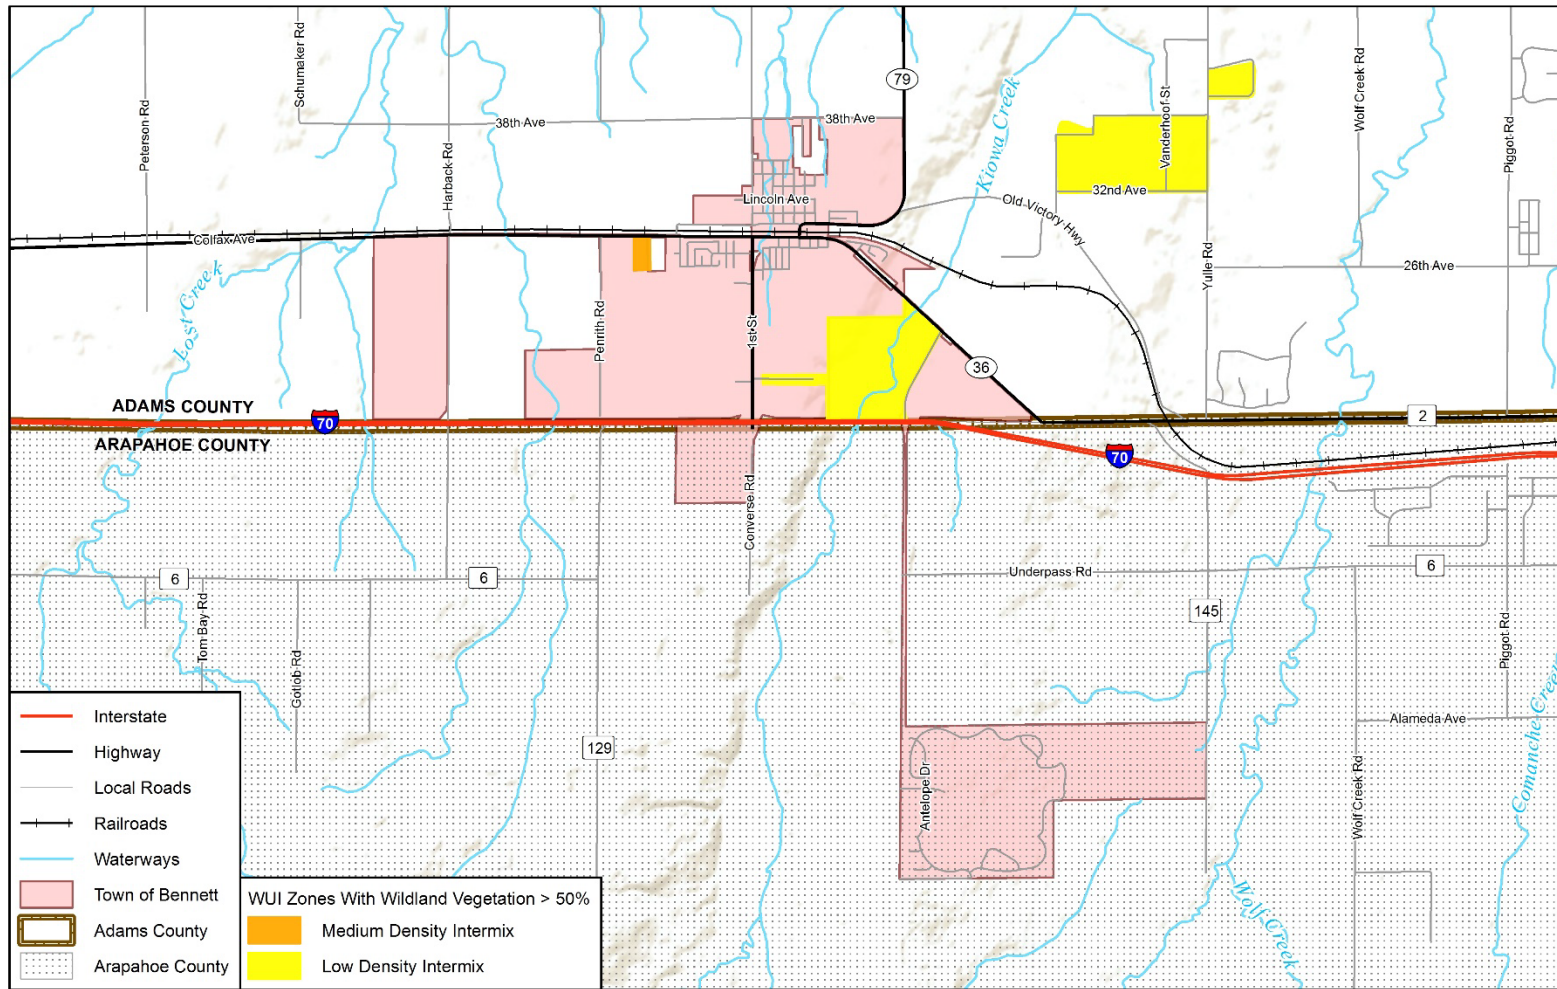 Schumaker Rd
Peterson Rd
Harback Rd
38th Ave
38th Ave
79
Kiowa Creek
Vanderhoof St
Wolf Creek Rd
Piggot Rd
Lincoln Ave
32nd Ave
Old Victory Hwy
Colfax Ave
Yulle Rd
26th Ave
Lost Creek
Penrith Rd
1st St
36
ADAMS COUNTY
70
2
ARAPAHOE COUNTY
70
Converse Rd
6
6
Underpass Rd
6
Tom Bay Rd
Gotlob Rd
145
Piggot Rd
129
Alameda Ave
Antelope Dr
Wolf Creek Rd
Comanche Creek
Wolf Creek
Interstate
Highway
Local Roads
Railroads
Waterways
Town of Bennett
Adams County
Arapahoe County
WUI Zones With Wildland Vegetation > 50%
Medium Density Intermix
Low Density Intermix